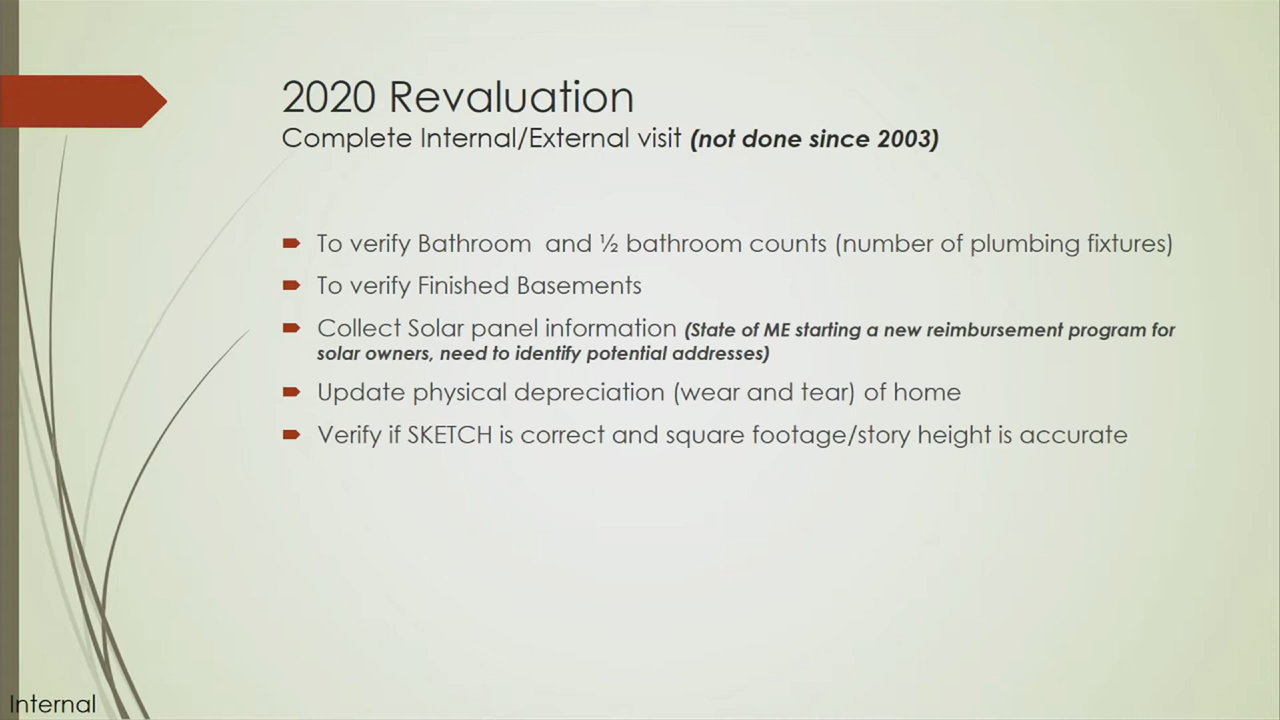 2020 Revaluation
Complete Internal/External visit (not done since 2003)
To verify Bathroom  and ½ bathroom counts (number of plumbing fixtures)
To verify Finished Basements
Collect Solar panel information (State of ME starting a new reimbursement program for
solar owners, need to identify potential addresses)
Update physical depreciation (wear and tear) of home
Verify if SKETCH is correct and square footage/story height is accurate
Internal